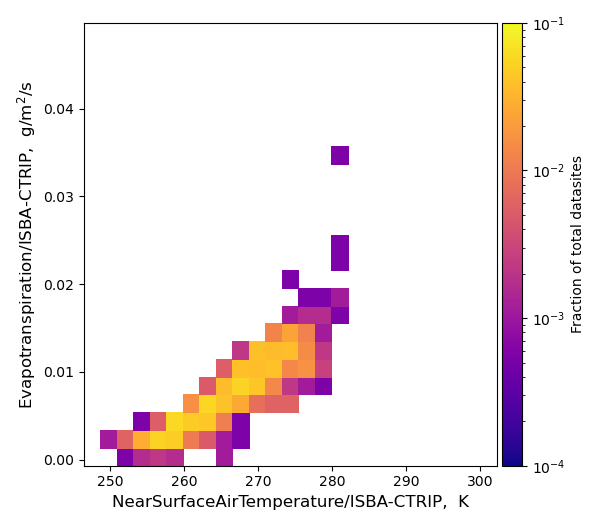 0.04
0.03
0.02
0.01
0.00
250 260 270 280 290 300
NearSurfaceAirTemperature/ISBA-CTRIP, K
Evapotranspiration/ISBA-CTRIP, g/m²/s
10⁻¹
10⁻²
10⁻³
10⁻⁴
Fraction of total datasites